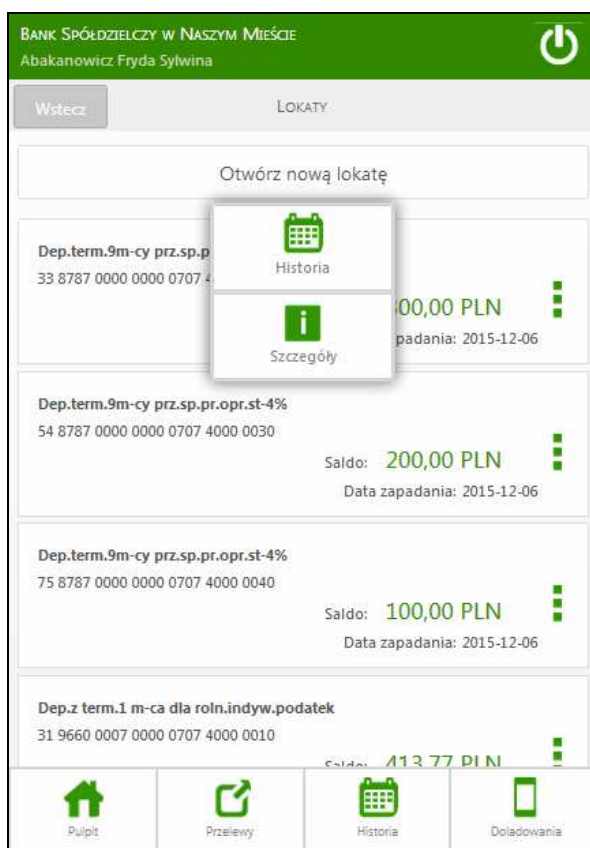 Bank Spółdzielczy w Naszym Mieście
Abakanowicz Fryda Sylwina
Wstecz
Lokaty
Otwórz nową lokatę
Historia
Szczegóły
Dep.term.9m-cy prz.sp.p
33 8787 0000 0000 0707
00,00 PLN
padania: 2015-12-06
Dep.term.9m-cy prz.sp.pr.opr.st-4%
54 8787 0000 0000 0707 4000 0030
Saldo: 200,00 PLN
Data zapadania: 2015-12-06
Dep.term.9m-cy prz.sp.pr.opr.st-4%
75 8787 0000 0000 0707 4000 0040
Saldo: 100,00 PLN
Data zapadania: 2015-12-06
Dep.z term.1 m-ca dla roln.indyw.podatek
31 9660 0007 0000 0707 4000 0010
Saldo: 413,77 PLN
Pulpit
Przelewy
Historia
Doladowania